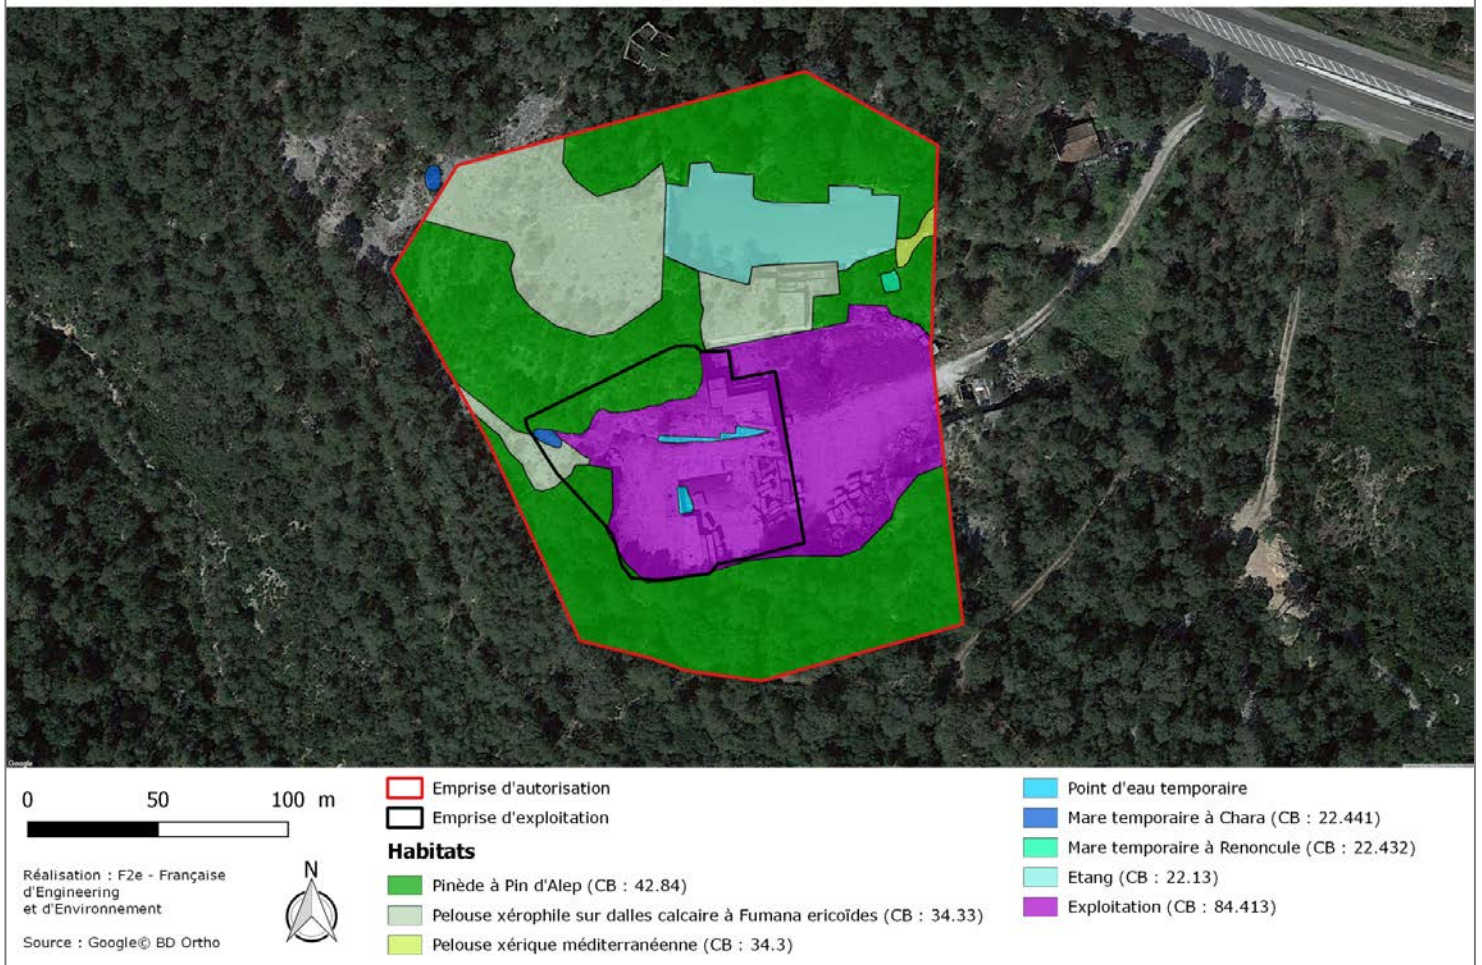 Google
0 50 100 m
Réalisation : F2e - Française
d'Engineering
et d'Environnement
Source : Google© BD Ortho
N
Emprise d'autorisation
Emprise d'exploitation
Habitats
Pinède à Pin d'Alep (CB : 42.84)
Pelouse xérophile sur dalles calcaire à Fumana ericoïdes (CB : 34.33)
Pelouse xérique méditerranéenne (CB : 34.3)
Point d'eau temporaire
Mare temporaire à Chara (CB : 22.441)
Mare temporaire à Renoncule (CB : 22.432)
Etang (CB : 22.13)
Exploitation (CB : 84.413)